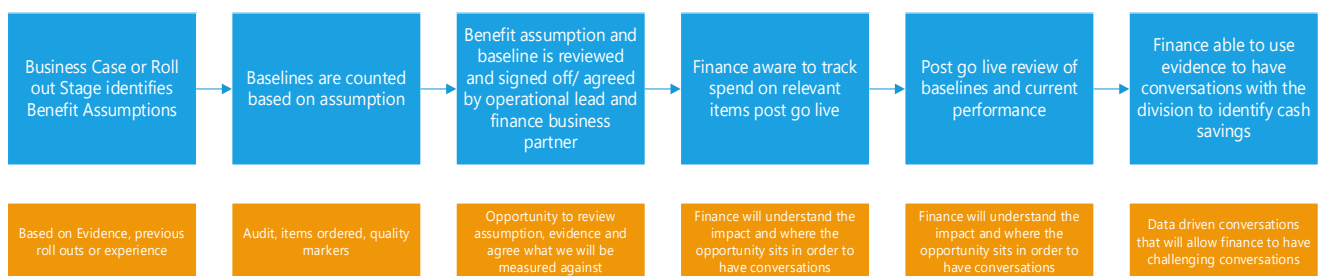 Business Case or Roll
out Stage identifies
Benefit Assumptions
Baselines are counted
based on assumption
Benefit assumption and
baseline is reviewed
and signed off/ agreed
by operational lead and
finance business
partner
Finance aware to track
spend on relevant
items post go live
Post go live review of
baselines and current
performance
Finance able to use
evidence to have
conversations with the
division to identify cash
savings
Based on Evidence, previous
roll outs or experience
Audit, items ordered, quality
markers
Opportunity to review
assumption, evidence and
agree what we will be
measured against
Finance will understand the
impact and where the
opportunity sits in order to
have conversations
Finance will understand the
impact and where the
opportunity sits in order to
have conversations
Data driven conversations
that will allow finance to have
challenging conversations